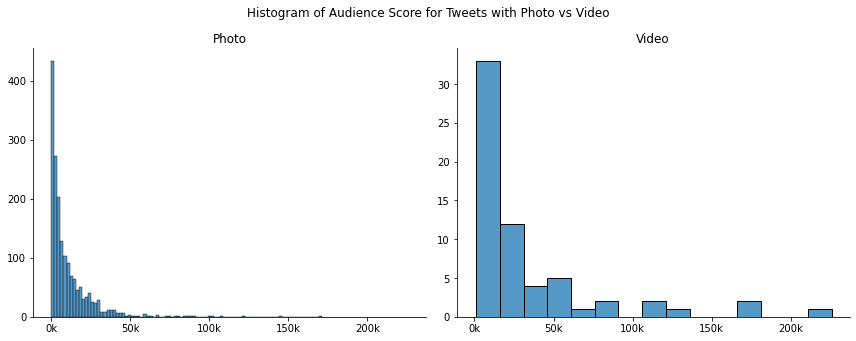 Histogram of Audience Score for Tweets with Photo vs Video
Photo
400
300
200
100
0
0k 50k 100k 150k 200k
Video
30
25
20
15
10
5
0
0k 50k 100k 150k 200k